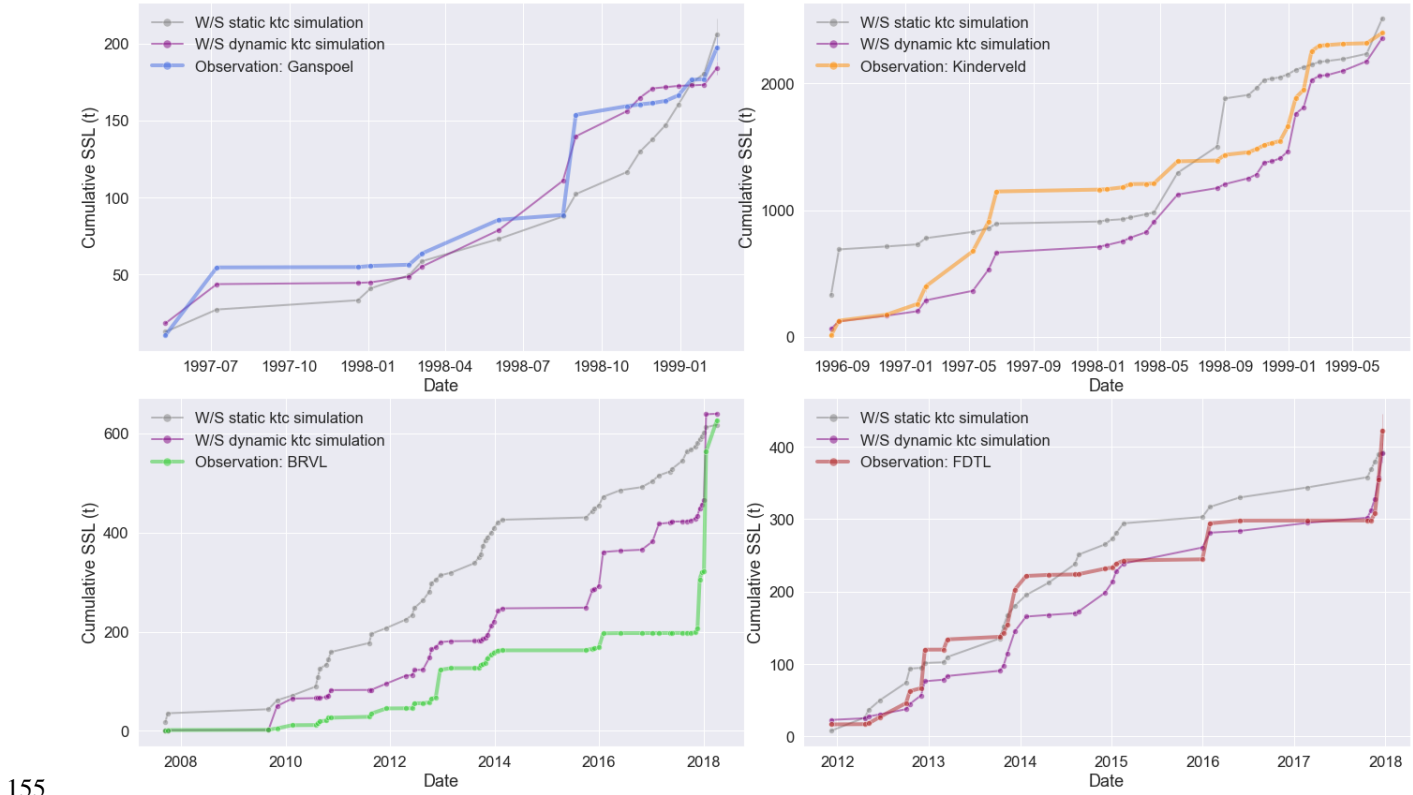 W/S static ktc simulation
W/S dynamic ktc simulation
Observation: Ganspoel
Cumulative SSL (t)
200
150
100
50
1997-07 1997-10 1998-01 1998-04 1998-07 1998-10 1999-01
Date
W/S static ktc simulation
W/S dynamic ktc simulation
Observation: Kinderveld
Cumulative SSL (t)
2000
1000
0
1996-09 1997-01 1997-05 1997-09 1998-01 1998-05 1998-09 1999-01 1999-05
Date
W/S static ktc simulation
W/S dynamic ktc simulation
Observation: BRVL
Cumulative SSL (t)
600
400
200
0
2008 2010 2012 2014 2016 2018
Date
W/S static ktc simulation
W/S dynamic ktc simulation
Observation: FDTL
Cumulative SSL (t)
400
300
200
100
0
2012 2013 2014 2015 2016 2017 2018
Date
155